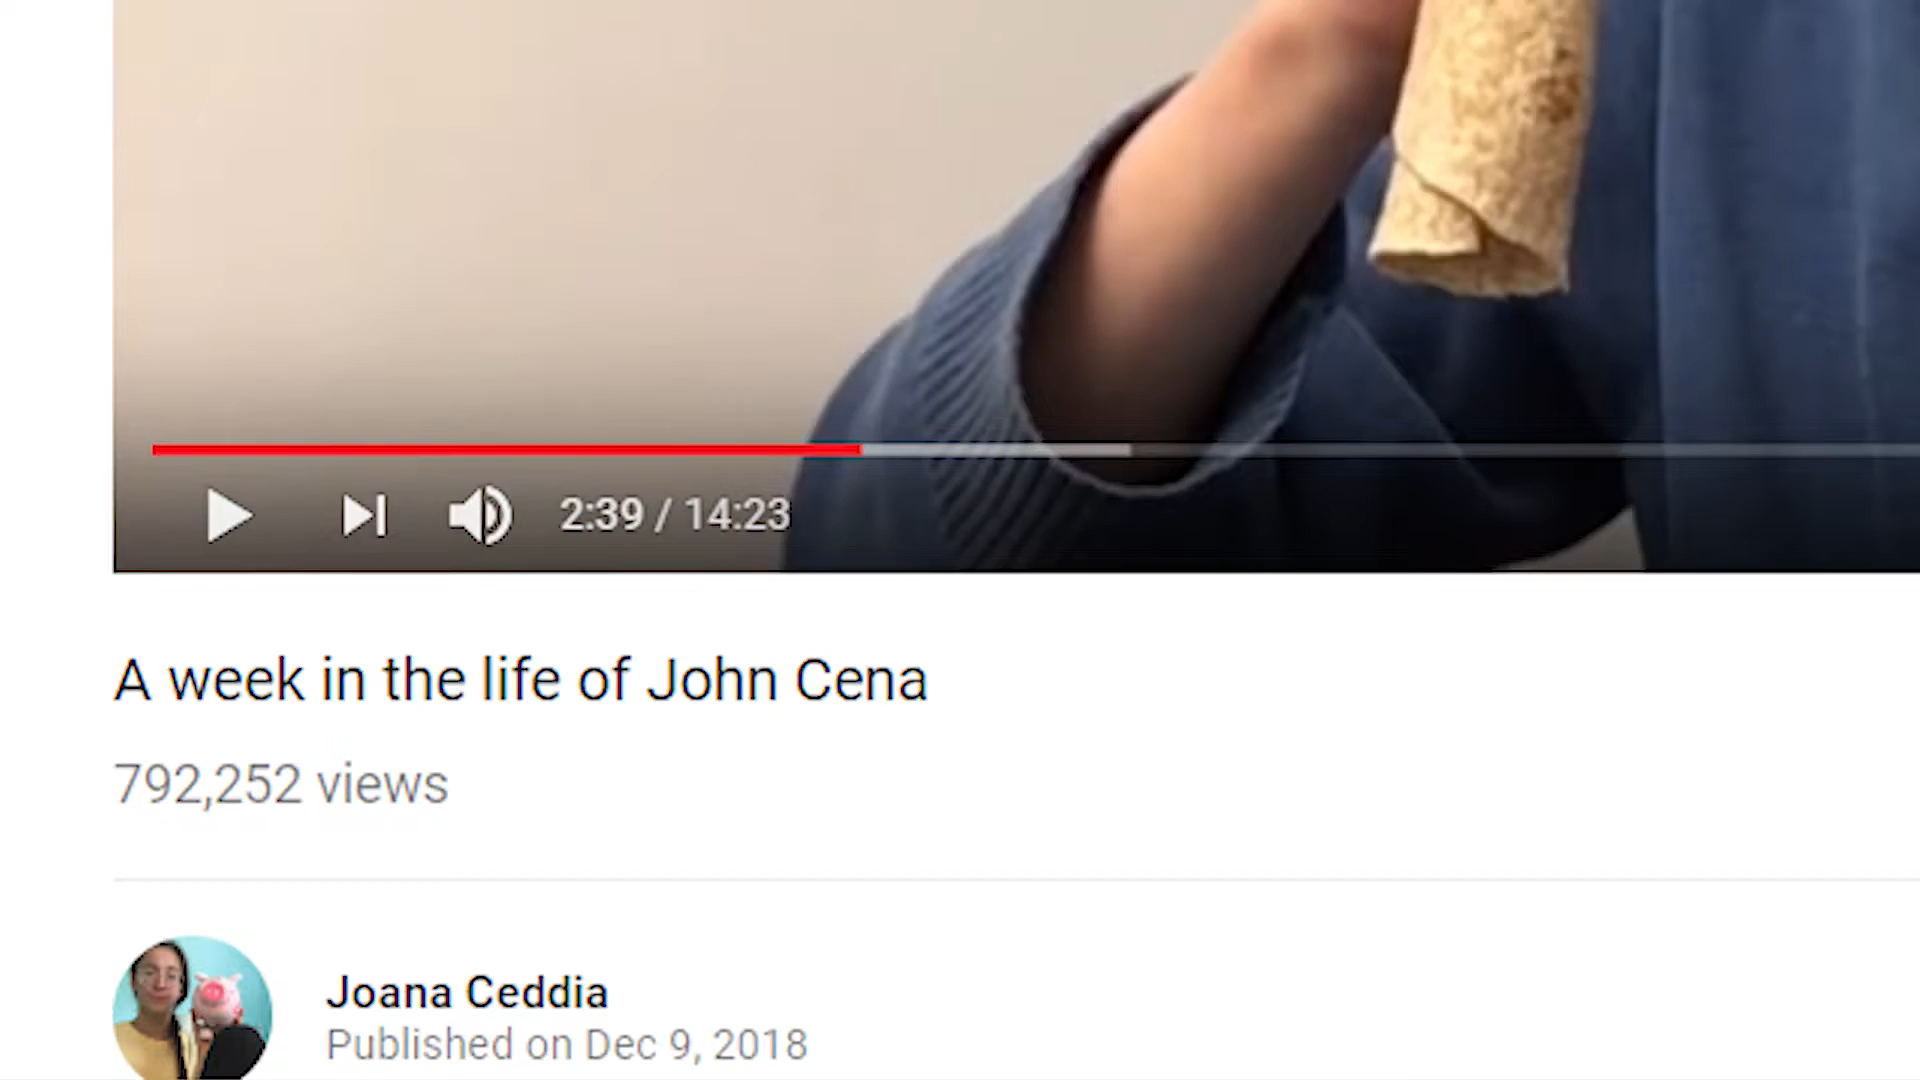 2:39 / 14:23
A week in the life of John Cena
792,252 views
Joana Ceddia
Published on Dec 9, 2018